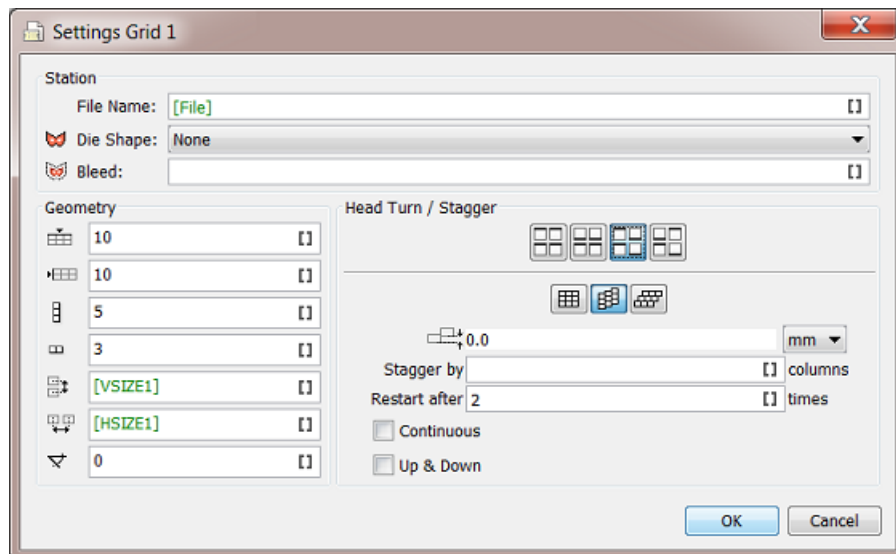 Settings Grid 1
X
Station
File Name: [File] []
Die Shape: None
Bleed: []
Geometry
10 []
10 []
5 []
3 []
[VSIZE1] []
[HSIZE1] []
0 []
Head Turn / Stagger
0.0 mm
Stagger by [] columns
Restart after 2 [] times
Continuous
Up & Down
OK Cancel